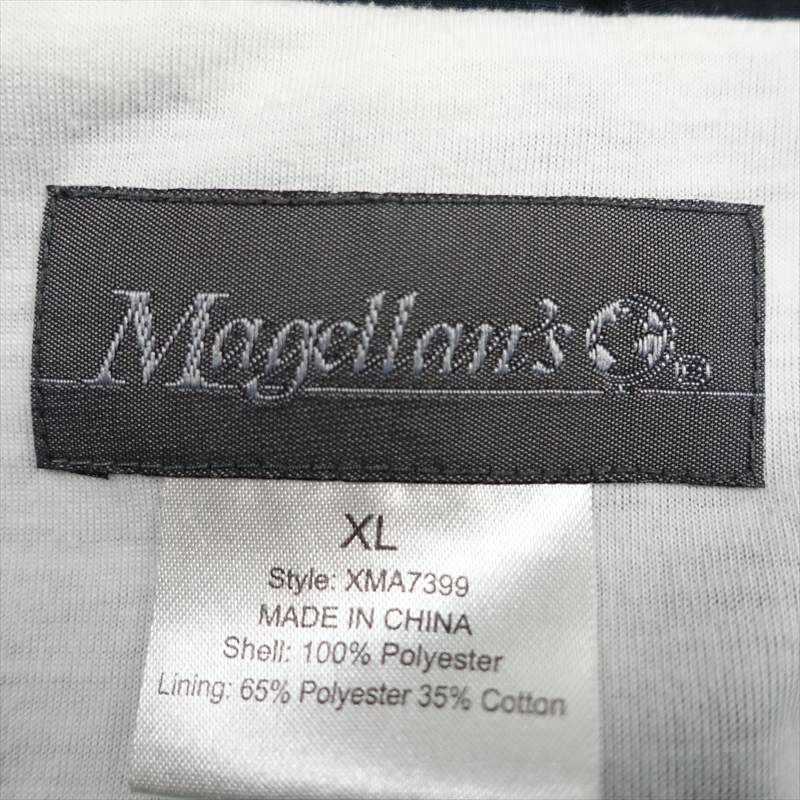 Magellan's ®
XL
Style: XMA7399
MADE IN CHINA
Shell: 100% Polyester
Lining: 65% Polyester 35% Cotton